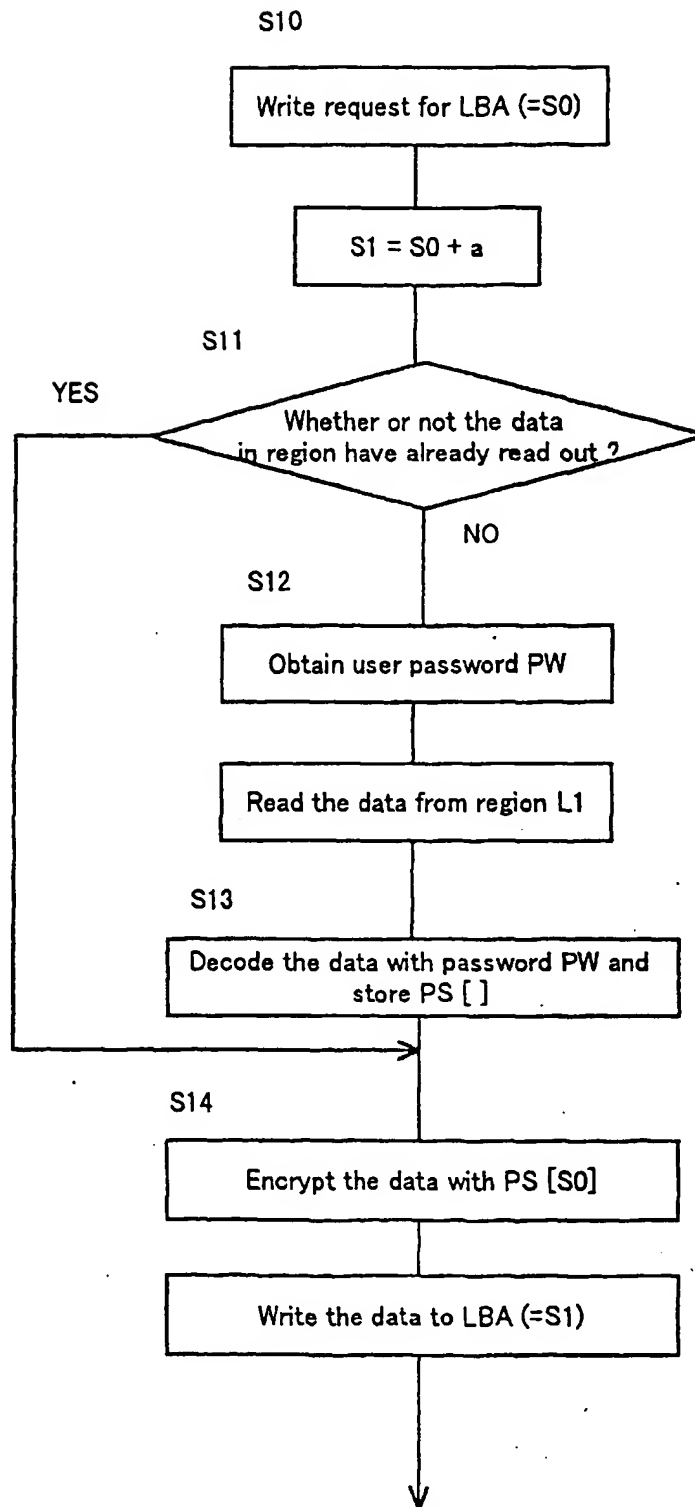 S10
Write request for LBA (=S0)
S1 = S0 + a
S11
YES
Whether or not the data
in region have already read out ?
NO
S12
Obtain user password PW
Read the data from region L1
S13
Decode the data with password PW and
store PS [ ]
S14
Encrypt the data with PS [S0]
Write the data to LBA (=S1)